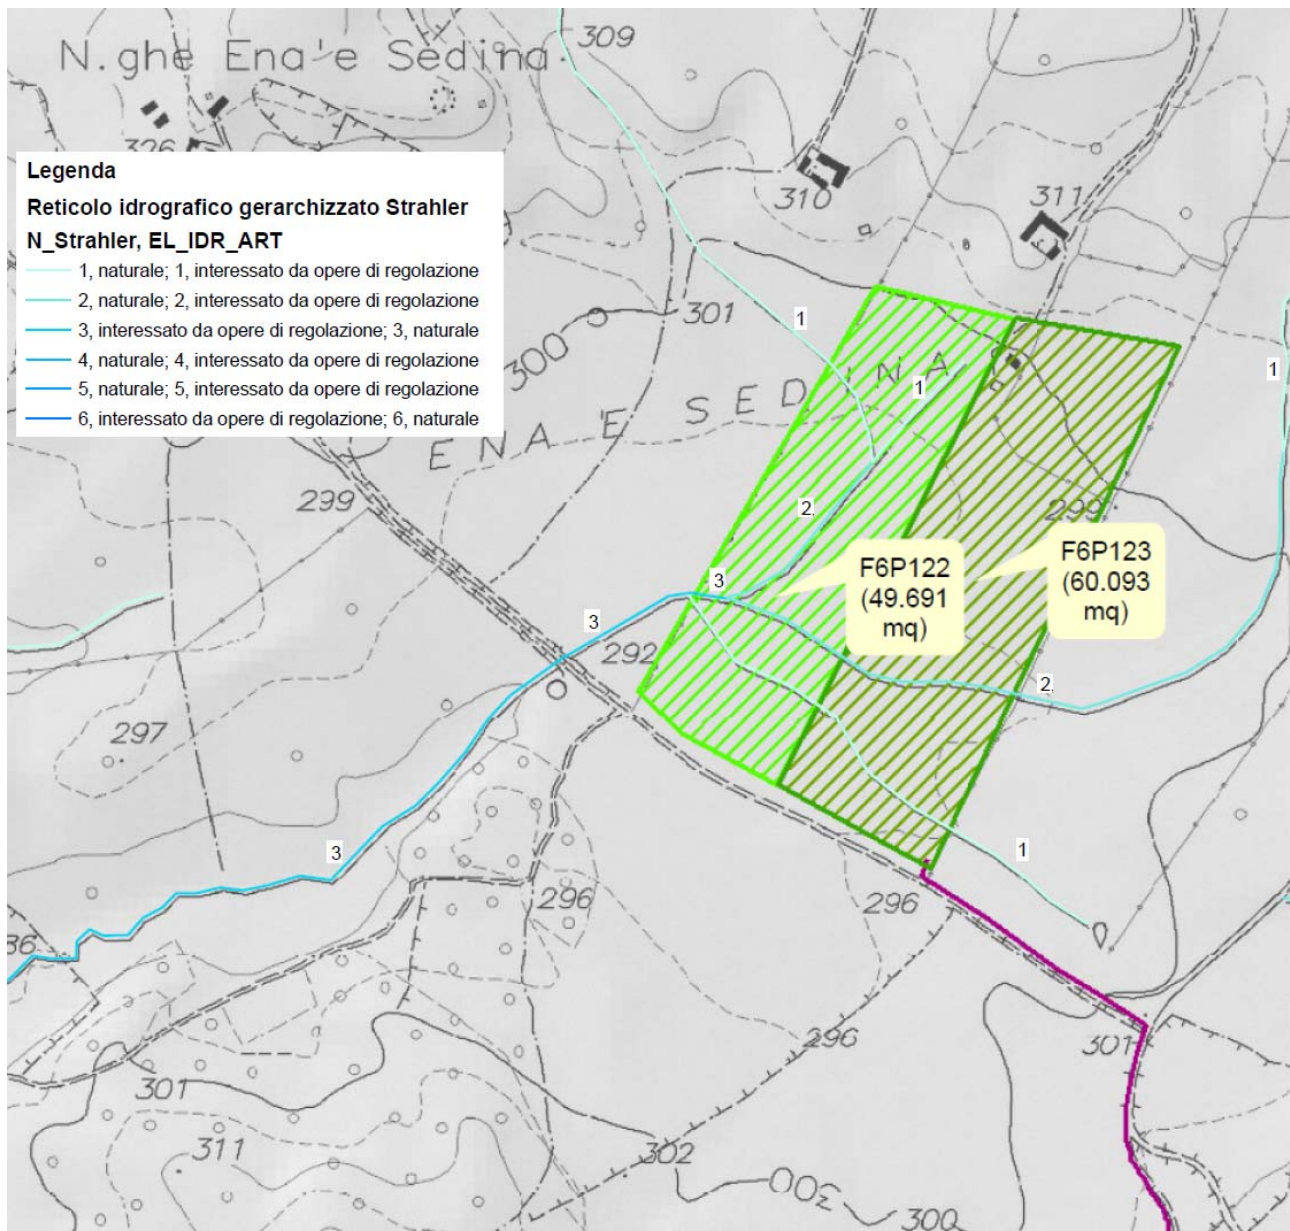 N.ghe Ena'e Sedina
309
326
310
311
Legenda
Reticolo idrografico gerarchizzato Strahler
N_Strahler, EL_IDR_ART
1, naturale; 1, interessato da opere di regolazione
2, naturale; 2, interessato da opere di regolazione
3, interessato da opere di regolazione; 3, naturale
4, naturale; 4, interessato da opere di regolazione
5, naturale; 5, interessato da opere di regolazione
6, interessato da opere di regolazione; 6, naturale
301
1
300
1
1
ENA'E SEDINA
299
2
299
F6P122
(49.691
mq)
F6P123
(60.093
mq)
3
3
292
2
297
3
1
296
296
86
296
301
301
311
302
300
300